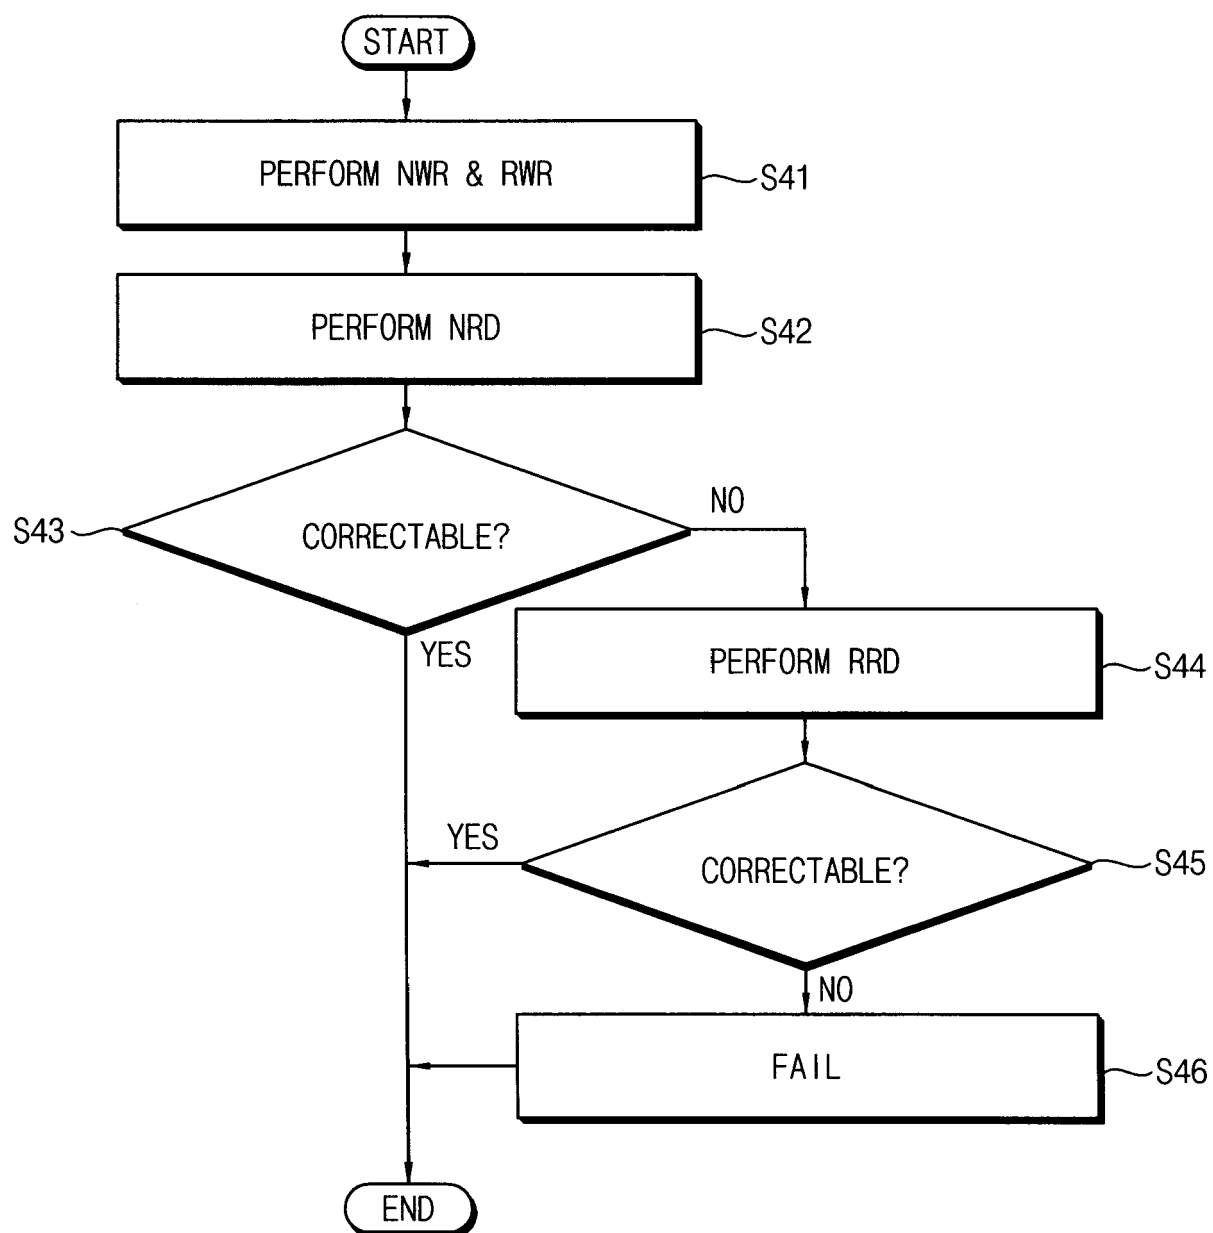 START
PERFORM NWR & RWR
S41
PERFORM NRD
S42
S43
CORRECTABLE?
NO
YES
PERFORM RRD
S44
YES
CORRECTABLE?
S45
NO
FAIL
S46
END